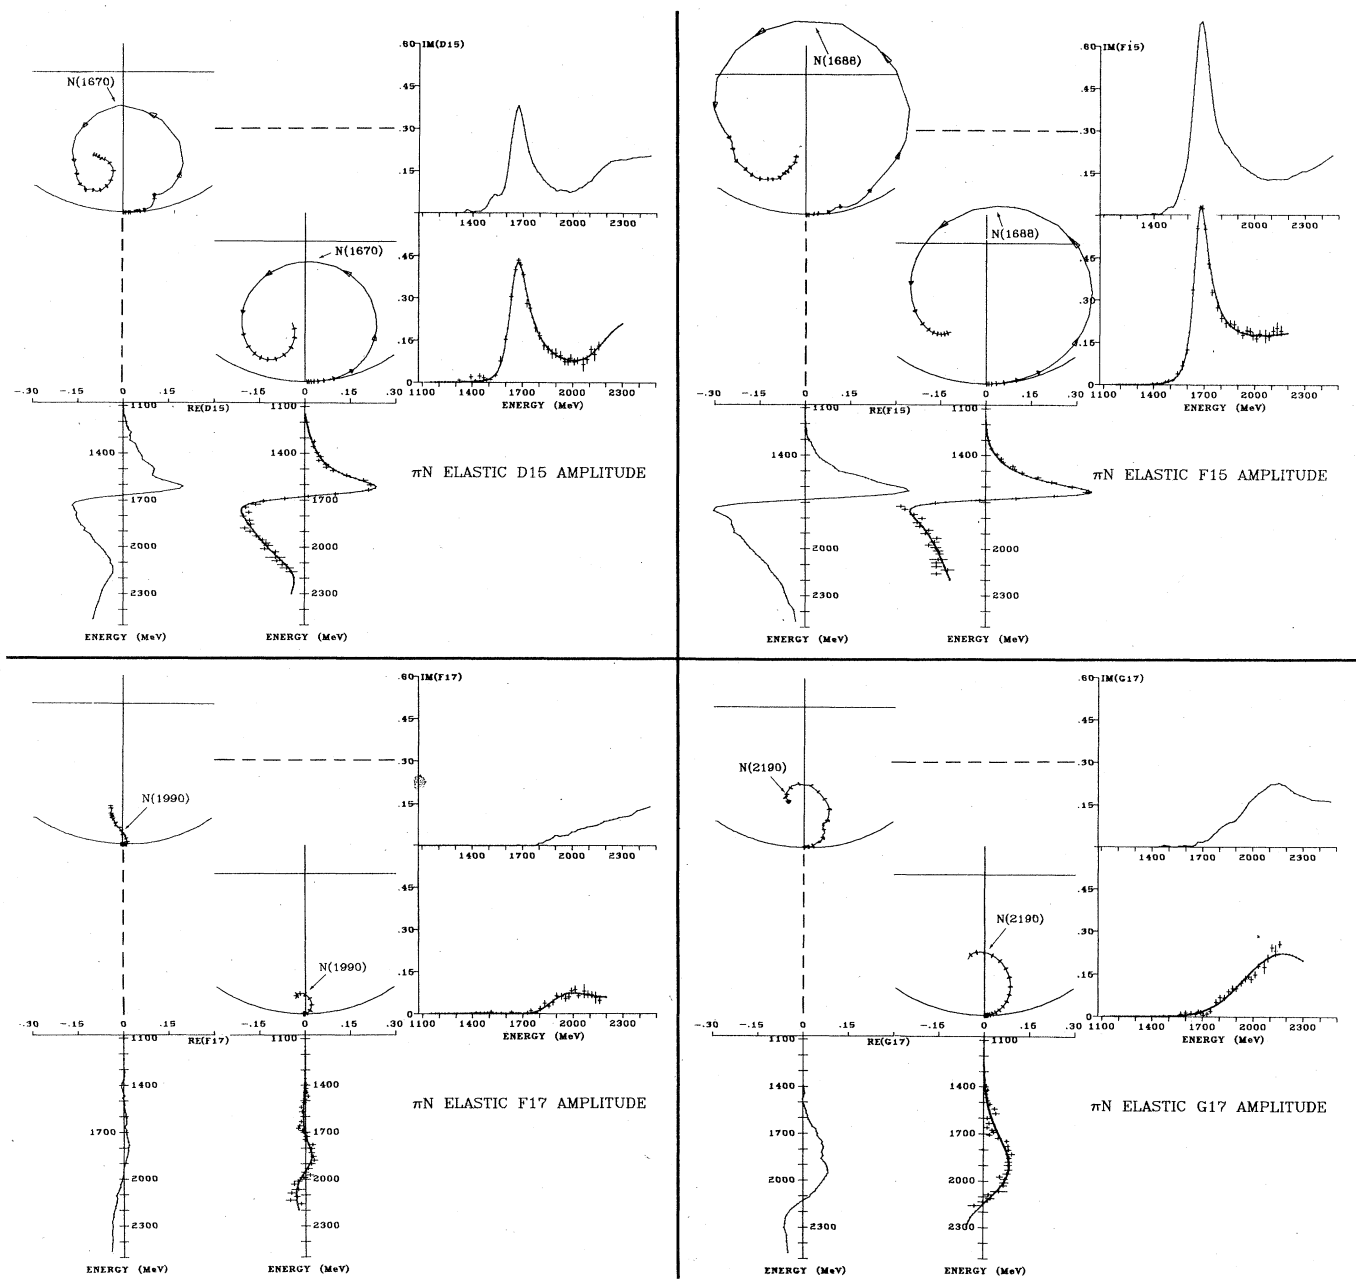 .60 IM(D15)
N(1670)
.45
.30
.15
0
1400 1700 2000 2300
N(1670)
.45
.30
.15
0
-.30 -.15 0 .15 -.15 0 .15 .30 1100 1400 1700 2000 2300
RE(D15) ENERGY (MeV)
1100 1100
1400 1400
1700 1700
2000 2000
2300 2300
ENERGY (MeV) ENERGY (MeV)
πN ELASTIC D15 AMPLITUDE
.60 IM(F15)
N(1688)
.45
.30
.15
0
1400 1700 2000 2300
N(1688)
.45
.30
.15
0
-.30 -.15 0 .15 -.15 0 .15 .30 1100 1400 1700 2000 2300
RE(F15) ENERGY (MeV)
1100 1100
1400 1400
2000 2000
2300 2300
ENERGY (MeV) ENERGY (MeV)
πN ELASTIC F15 AMPLITUDE
.60 IM(F17)
.45
.30
N(1990)
.15
0
1400 1700 2000 2300
.45
.30
N(1990)
.15
0
-.30 -.15 0 .15 -.15 0 .15 .30 1100 1400 1700 2000 2300
RE(F17) ENERGY (MeV)
1100 1100
1400 1400
1700 1700
2000 2000
2300 2300
ENERGY (MeV) ENERGY (MeV)
πN ELASTIC F17 AMPLITUDE
.60 IM(G17)
.45
N(2190)
.30
.15
0
1400 1700 2000 2300
N(2190)
.45
.30
.15
0
-.30 -.15 0 .15 -.15 0 .15 .30 1100 1400 1700 2000 2300
RE(G17) ENERGY (MeV)
1100 1100
1400 1400
1700 1700
2000 2000
2300 2300
ENERGY (MeV) ENERGY (MeV)
πN ELASTIC G17 AMPLITUDE